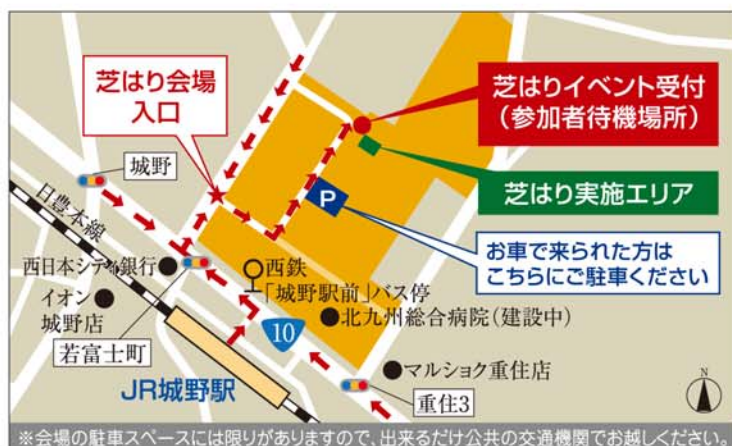 芝はり会場
入口
芝はりイベント受付
（参加者待機場所）
城野
芝はり実施エリア
日豊本線
P
お車で来られた方は
こちらにご駐車ください
西日本シティ銀行
西鉄
「城野駅前」バス停
イオン
城野店
10
北九州総合病院（建設中）
若富士町
マルショク重住店
JR城野駅
重住3
N
※会場の駐車スペースには限りがありますので、出来るだけ公共の交通機関でお越しください。